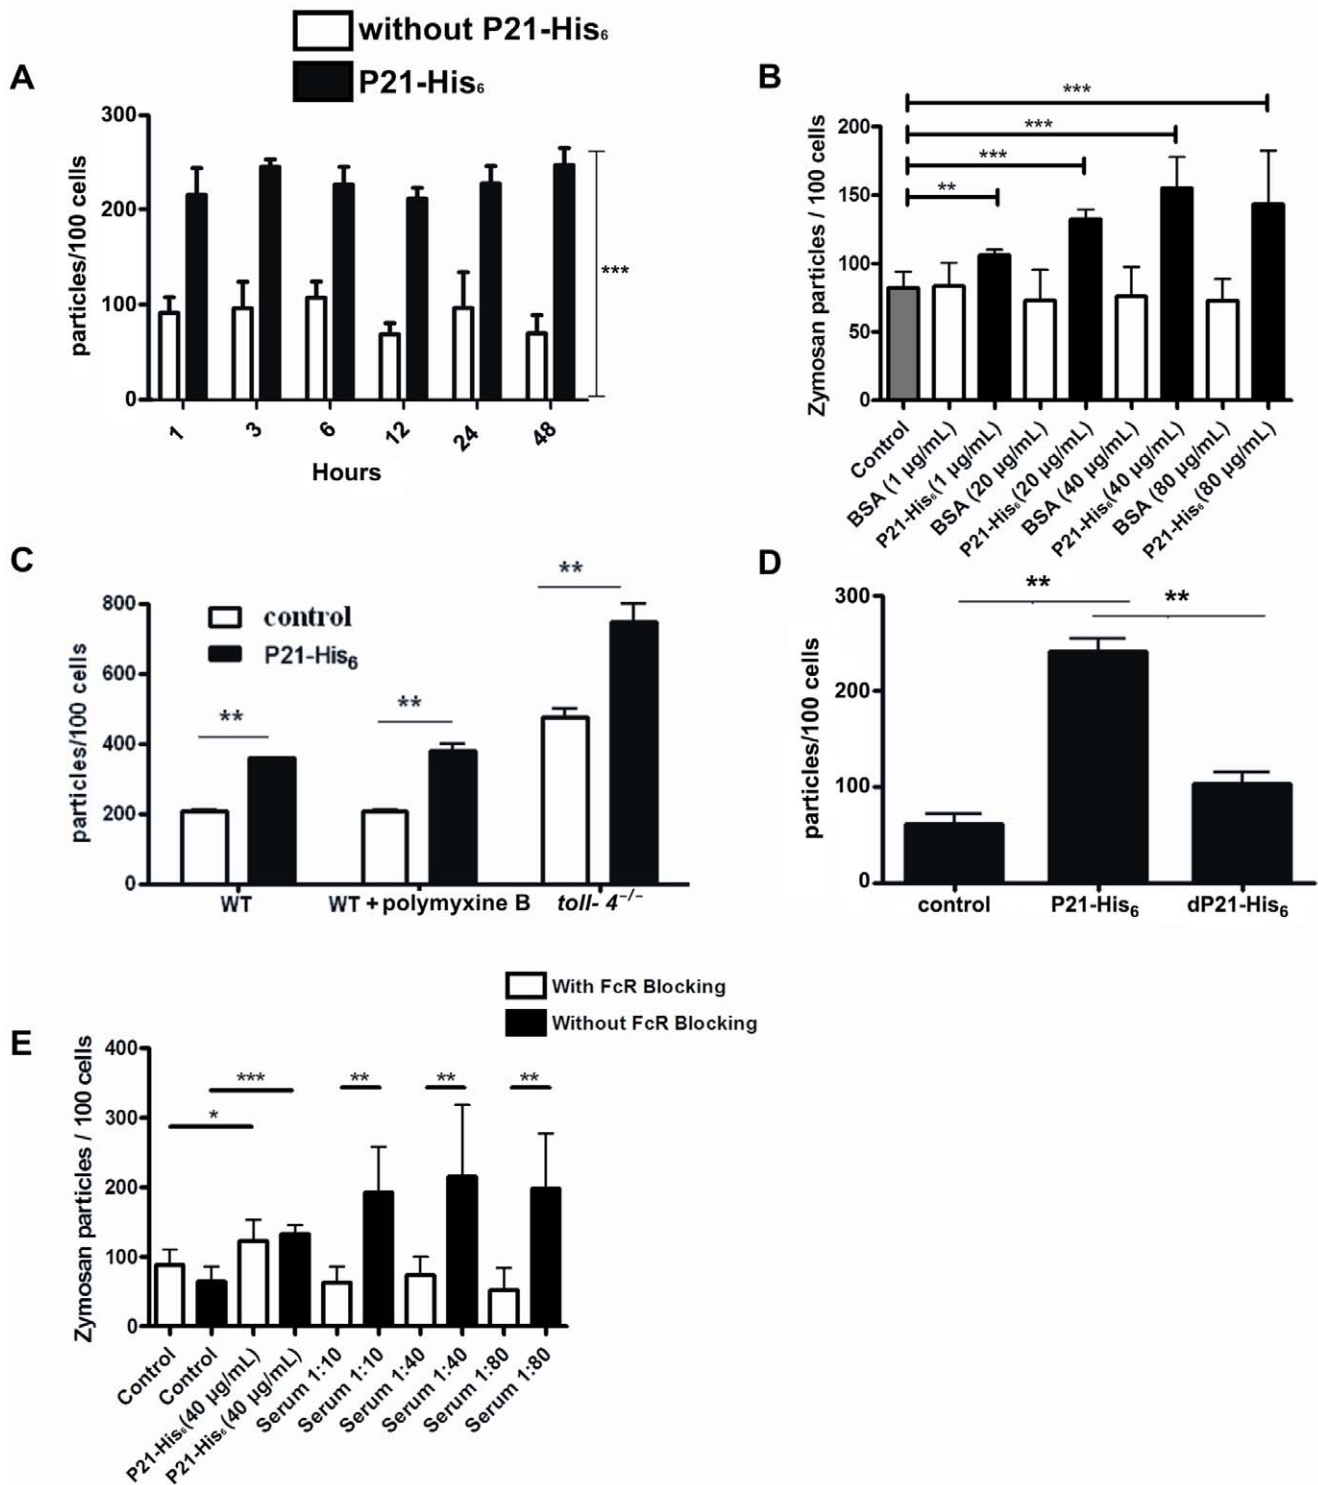 without P21-His₆
P21-His₆
A
300
200
100
0
particles/100 cells
***
1 3 6 12 24 48
Hours
B
***
***
***
**
200
150
100
50
0
Zymosan particles / 100 cells
Control
BSA (1 µg/mL)
P21-His₆(1 µg/mL)
BSA (20 µg/mL)
P21-His₆(20 µg/mL)
BSA (40 µg/mL)
P21-His₆(40 µg/mL)
BSA (80 µg/mL)
P21-His₆(80 µg/mL)
C
control
P21-His₆
800
600
400
200
0
particles/100 cells
**
**
**
WT WT + polymyxine B toll-4⁻/⁻
D
300
200
100
0
particles/100 cells
**
**
control P21-His₆ dP21-His₆
With FcR Blocking
Without FcR Blocking
E
400
300
200
100
0
Zymosan particles / 100 cells
***
*
**
**
**
Control
Control
P21-His₆(40 µg/mL)
P21-His₆(40 µg/mL)
Serum 1:10
Serum 1:10
Serum 1:40
Serum 1:40
Serum 1:80
Serum 1:80